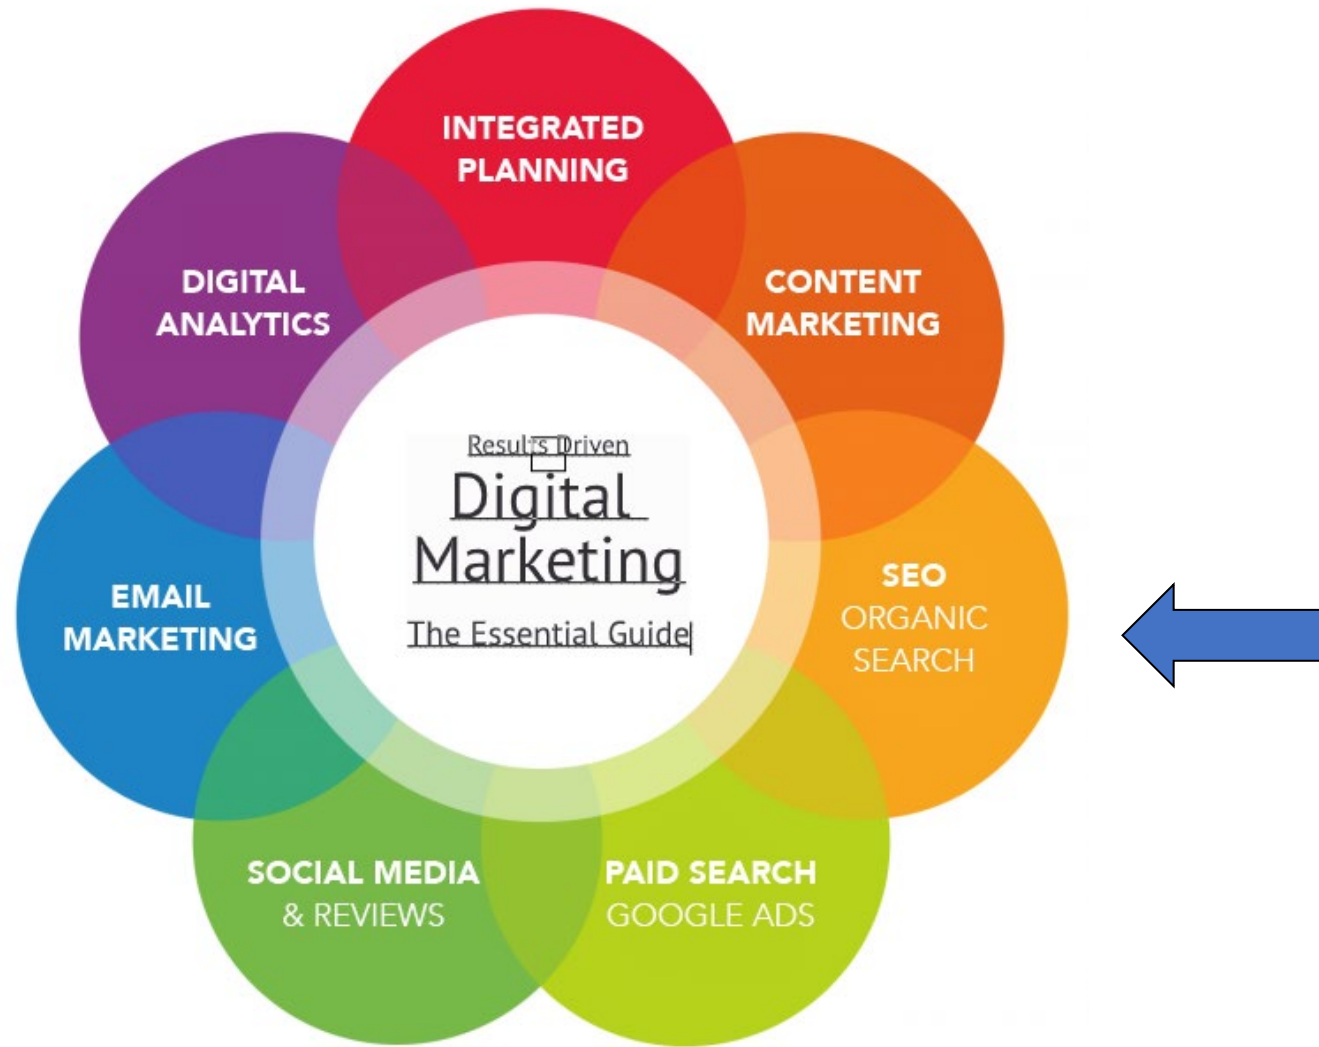 INTEGRATED
PLANNING
CONTENT
MARKETING
SEO
ORGANIC
SEARCH
PAID SEARCH
GOOGLE ADS
SOCIAL MEDIA
& REVIEWS
EMAIL
MARKETING
DIGITAL
ANALYTICS
Results Driven
Digital
Marketing
The Essential Guide